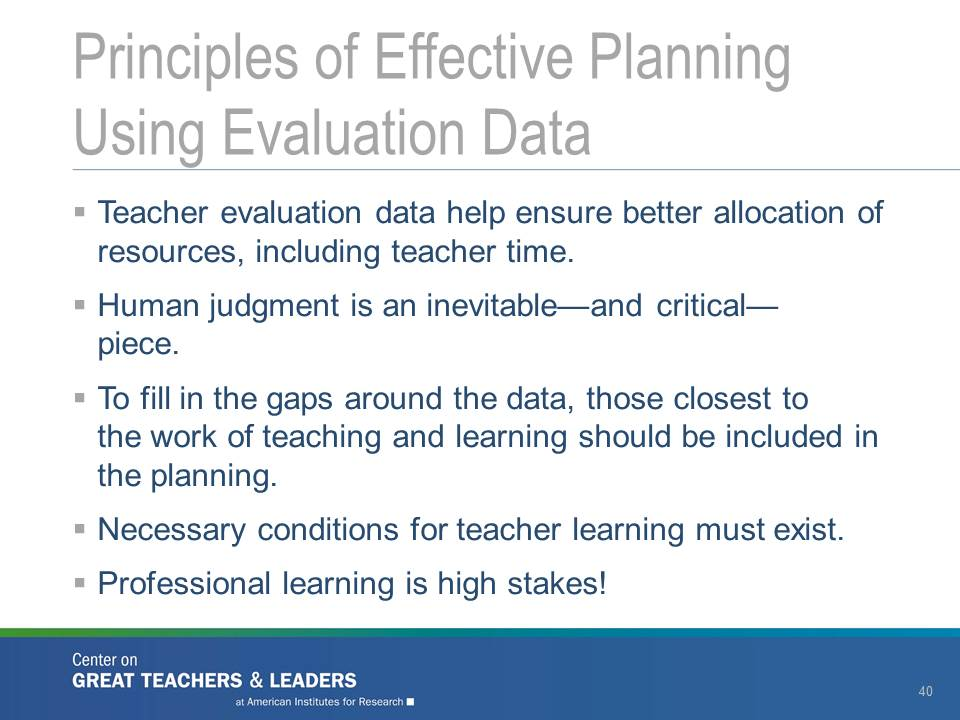 Principles of Effective Planning
Using Evaluation Data
▪ Teacher evaluation data help ensure better allocation of
resources, including teacher time.
▪ Human judgment is an inevitable—and critical—
piece.
▪ To fill in the gaps around the data, those closest to
the work of teaching and learning should be included in
the planning.
▪ Necessary conditions for teacher learning must exist.
▪ Professional learning is high stakes!
Center on
GREAT TEACHERS & LEADERS
at American Institutes for Research ■
40